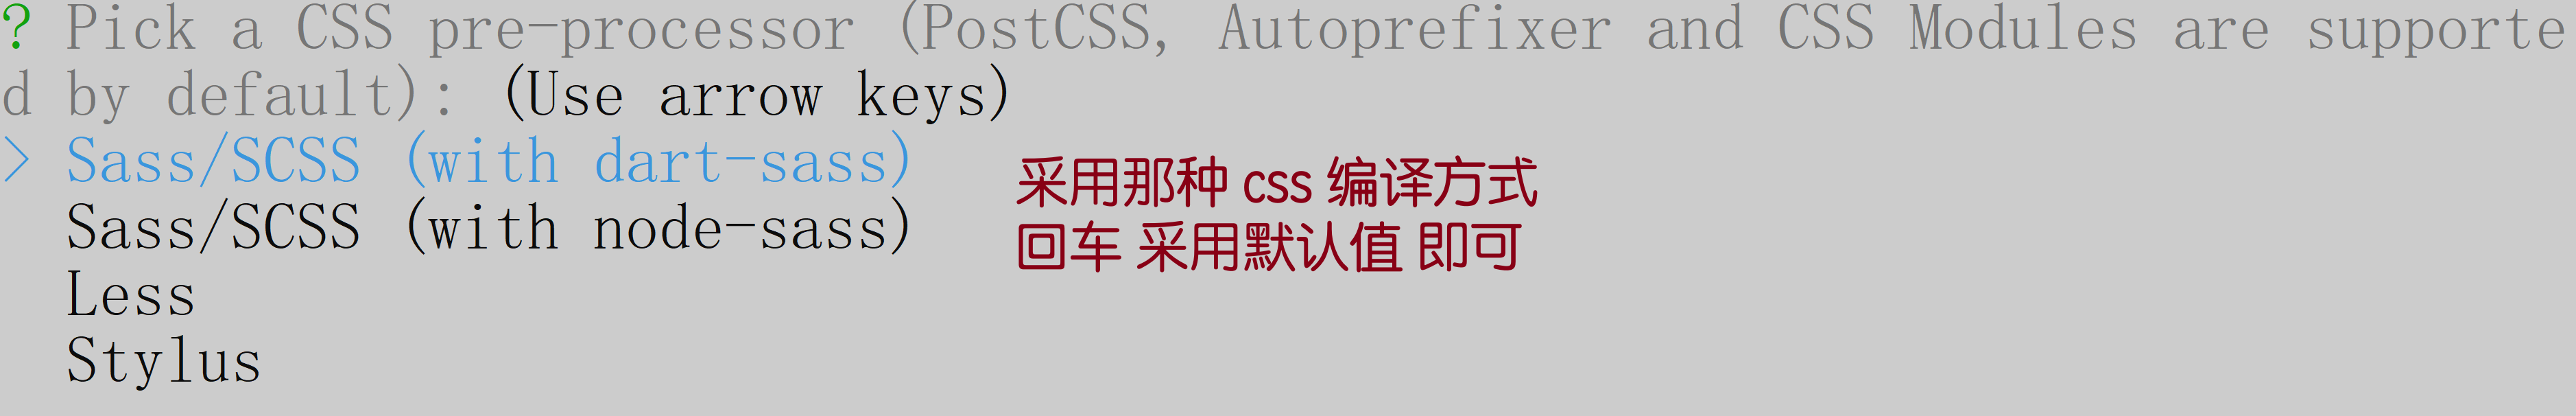 ? Pick a CSS pre-processor (PostCSS, Autoprefixer and CSS Modules are supporte
d by default): (Use arrow keys)
> Sass/SCSS (with dart-sass)
采用那种 css 编译方式
Sass/SCSS (with node-sass)
回车 采用默认值 即可
Less
Stylus